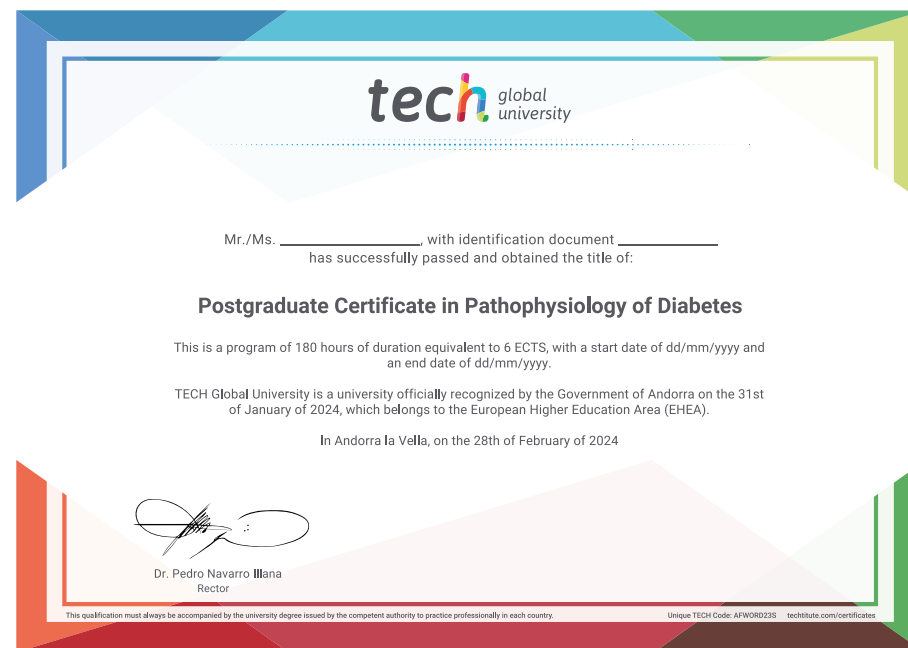 tech global
university
Mr./Ms. ____________, with identification document ____________
has successfully passed and obtained the title of:
Postgraduate Certificate in Pathophysiology of Diabetes
This is a program of 180 hours of duration equivalent to 6 ECTS, with a start date of dd/mm/yyyy and
an end date of dd/mm/yyyy.
TECH Global University is a university officially recognized by the Government of Andorra on the 31st
of January of 2024, which belongs to the European Higher Education Area (EHEA).
In Andorra la Vella, on the 28th of February of 2024
Dr. Pedro Navarro Illana
Rector
This qualification must always be accompanied by the university degree issued by the competent authority to practice professionally in each country. Unique TECH Code: AFWORD23S techtitute.com/certificates